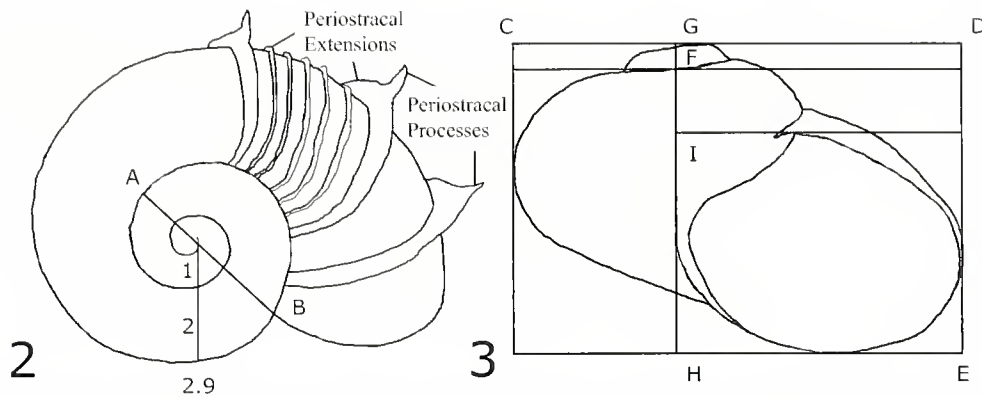 Periostracal
Extensions
Periostracal
Processes
A
1
B
2
2.9
2
C
G
D
F
I
H
E
3